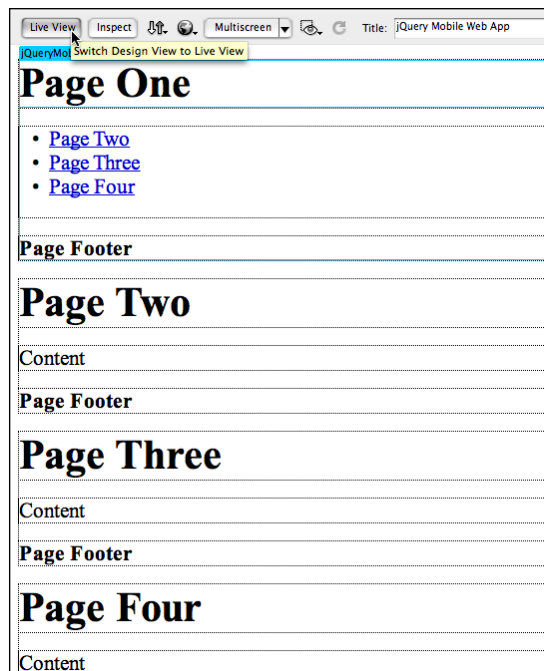 Live View Inspect Multiscreen Title: jQuery Mobile Web App
Switch Design View to Live View
Page One
• Page Two
• Page Three
• Page Four
Page Footer
Page Two
Content
Page Footer
Page Three
Content
Page Footer
Page Four
Content